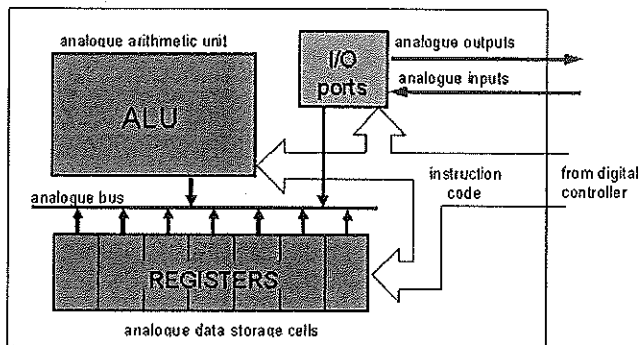 analogue arithmetic unit
ALU
I/O
ports
analogue outputs
analogue inputs
instruction
code
from digital
controller
analogue bus
REGISTERS
analogue data storage cells